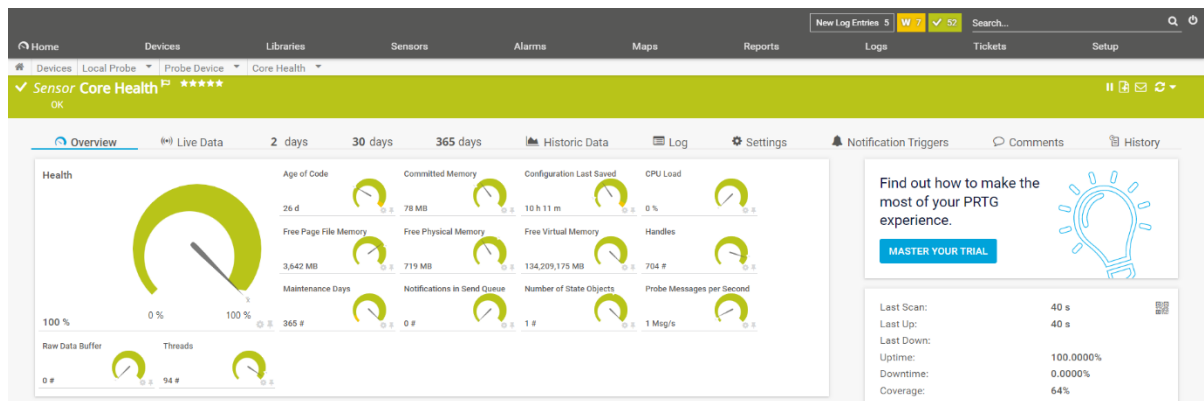 New Log Entries 5 W 7 52 Search...
Home Devices Libraries Sensors Alarms Maps Reports Logs Tickets Setup
Devices Local Probe Probe Device Core Health
Sensor Core Health
OK
Overview Live Data 2 days 30 days 365 days Historic Data Log Settings Notification Triggers Comments History
Health
100 %
0 %
100 %
Age of Code
26 d
Committed Memory
78 MB
Configuration Last Saved
10 h 11 m
CPU Load
0 %
Free Page File Memory
3,642 MB
Free Physical Memory
719 MB
Free Virtual Memory
134,209,175 MB
Handles
704 #
Maintenance Days
365 #
Notifications in Send Queue
0 #
Number of State Objects
1 #
Probe Messages per Second
1 Msg/s
Raw Data Buffer
0 #
Threads
94 #
Find out how to make the
most of your PRTG
experience.
MASTER YOUR TRIAL
Last Scan: 40 s
Last Up: 40 s
Last Down:
Uptime: 100.0000%
Downtime: 0.0000%
Coverage: 64%